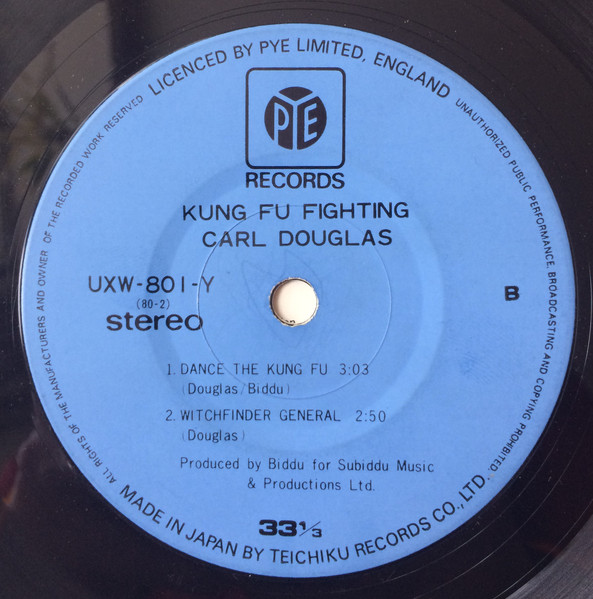 LICENCED BY PYE LIMITED, ENGLAND
UNAUTHORIZED PUBLIC PERFORMANCE, BROADCASTING AND COPYING PROHIBITED.
ALL RIGHTS OF THE MANUFACTURERS AND OWNER OF THE RECORDED WORK RESERVED
PYE
RECORDS
KUNG FU FIGHTING
CARL DOUGLAS
UXW-801-Y
(80-2)
stereo
B
1. DANCE THE KUNG FU 3:03
(Douglas/Biddu)
2. WITCHFINDER GENERAL 2:50
(Douglas)
Produced by Biddu for Subiddu Music
& Productions Ltd.
33 1/3
MADE IN JAPAN BY TEICHIKU RECORDS CO., LTD.